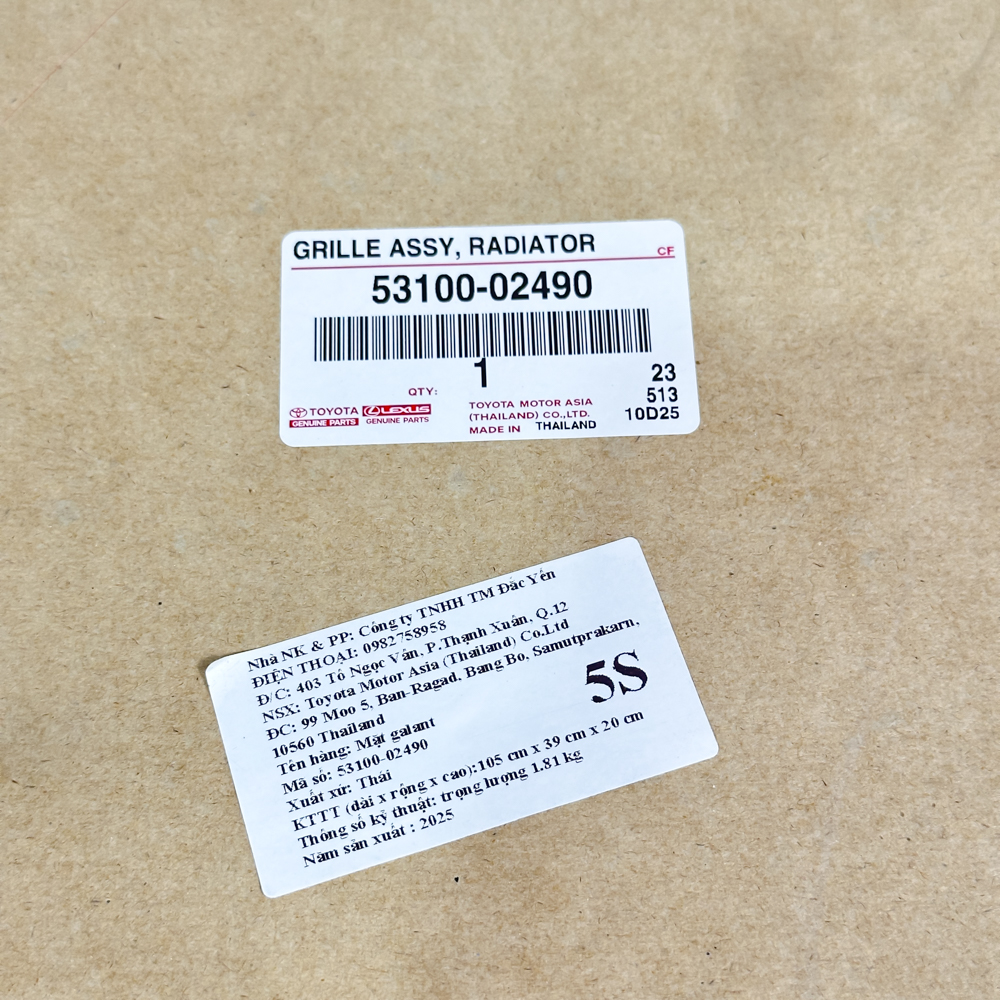 GRILLE ASSY, RADIATOR
CF
53100-02490
1
QTY:
23
513
10D25
TOYOTA
GENUINE PARTS
LEXUS
GENUINE PARTS
TOYOTA MOTOR ASIA
(THAILAND) CO.,LTD.
MADE IN THAILAND
Nhà NK & PP: Công ty TNHH TM Đắc Yến
ĐIỆN THOẠI: 0982758958
Đ/C: 403 Tô Ngọc Vân, P.Thạnh Xuân, Q.12
NSX: Toyota Motor Asia (Thailand) Co.Ltd
ĐC: 99 Moo 5, Ban-Ragad, Bang Bo, Samutprakarn,
10560 Thailand
Tên hàng: Mặt galant
Mã số: 53100-02490
Xuất xứ: Thái
KTTT (dài x rộng x cao):105 cm x 39 cm x 20 cm
Thông số kỹ thuật: trọng lượng 1.81 kg
Năm sản xuất : 2025
5S